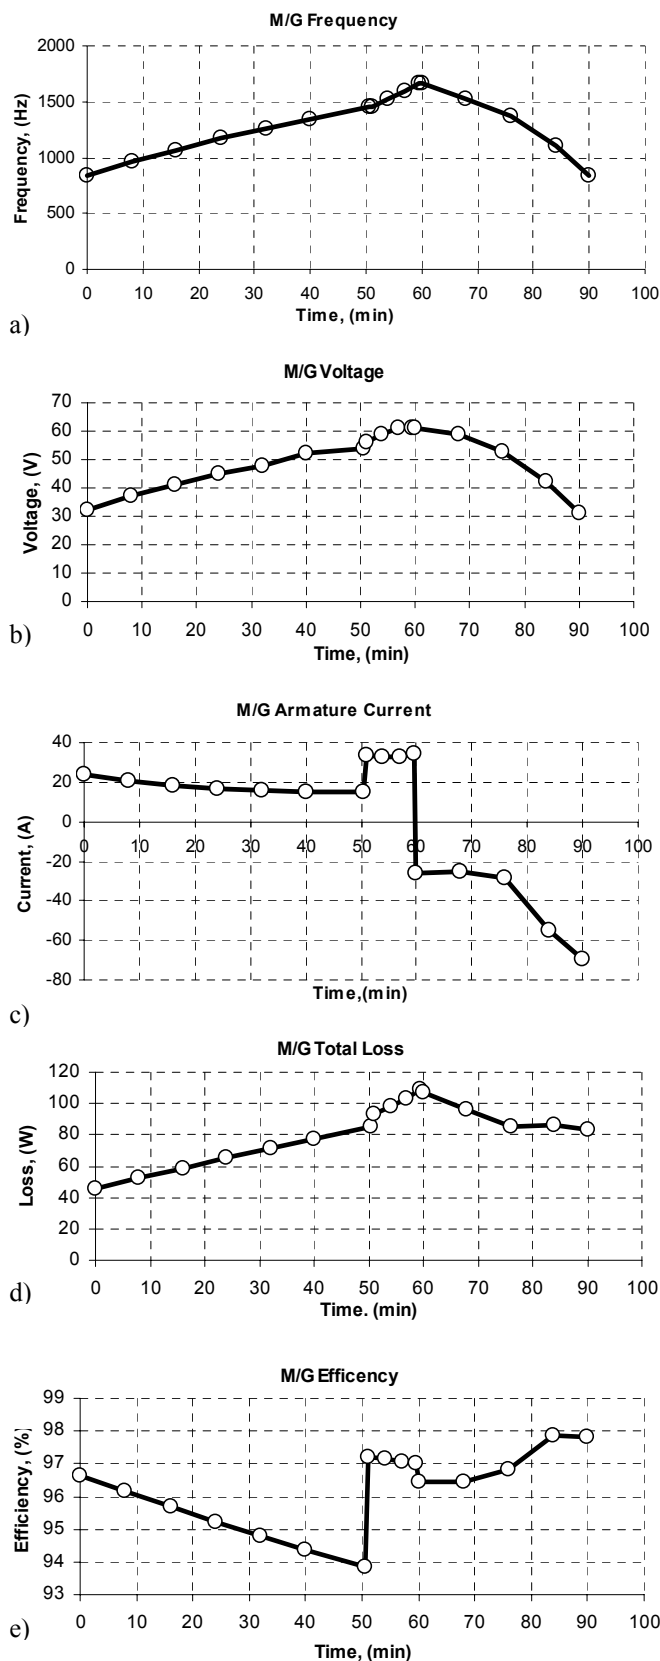 M/G Frequency
2000
1500
1000
500
0
Frequency, (Hz)
0 10 20 30 40 50 60 70 80 90 100
Time, (min)
a)
M/G Voltage
70
60
50
40
30
20
10
0
Voltage, (V)
0 10 20 30 40 50 60 70 80 90 100
Time, (min)
b)
M/G Armature Current
40
20
0
-20
-40
-60
-80
Current, (A)
0 10 20 30 40 50 60 70 80 90 100
Time,(min)
c)
M/G Total Loss
120
100
80
60
40
20
0
Loss, (W)
0 10 20 30 40 50 60 70 80 90 100
Time. (min)
d)
M/G Efficency
99
98
97
96
95
94
93
Efficiency, (%)
0 10 20 30 40 50 60 70 80 90 100
Time, (min)
e)